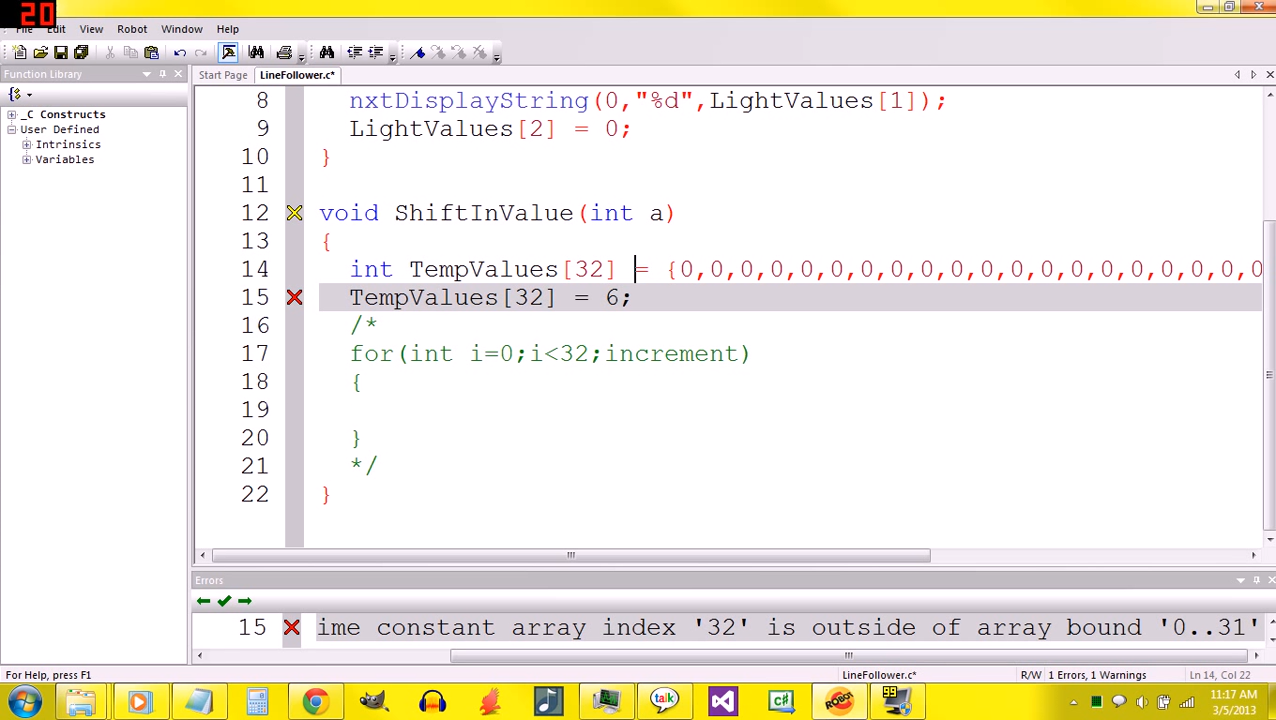 20
File Edit View Robot Window Help
Function Library
Start Page LineFollower.c*
_C Constructs
User Defined
Intrinsics
Variables
8 nxtDisplayString(0,"%d",LightValues[1]);
9 LightValues[2] = 0;
10 }
11
12 void ShiftInValue(int a)
13 {
14 int TempValues[32] = {0,0,0,0,0,0,0,0,0,0,0,0,0,0,0,0,0,0,0,0
15 TempValues[32] = 6;
16 /*
17 for(int i=0;i<32;increment)
18 {
19
20 }
21 */
22 }
Errors
15 ime constant array index '32' is outside of array bound '0..31'
For Help, press F1 LineFollower.c* R/W 1 Errors, 1 Warnings Ln 14, Col 22
talk C# ROBOT 99
11:17 AM
3/5/2013